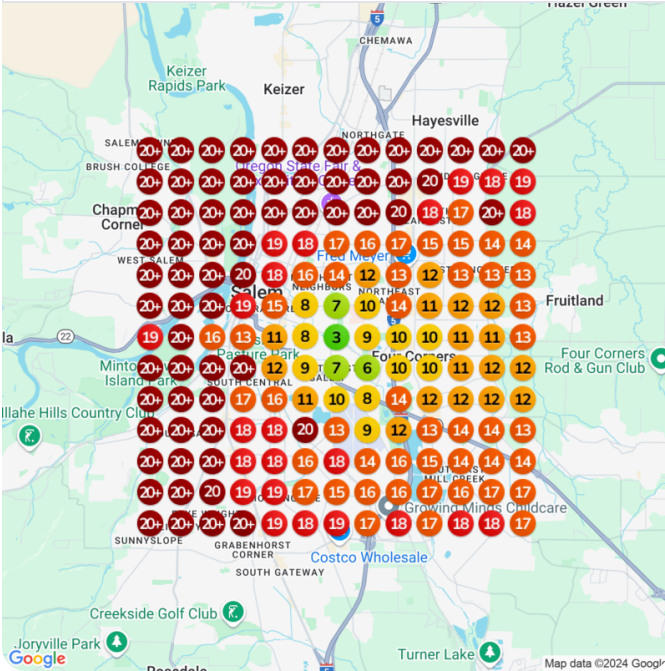 Hazel Green
5
CHEMAWA
Keizer
Rapids Park
Keizer
Hayesville
NORTHGATE
20+ 20+ 20+ 20+ 20+ 20+ 20+ 20+ 20+ 20+ 20+ 20+ 20+
BRUSH COLLEGE
Oregon State Fair &
20+ 20+ 20+ 20+ 20+ 20+ 20+ 20+ 20+ 20 19 18 19
20+ 20+ 20+ 20+ 20+ 20+ 20+ 20+ 20 18 17 20+ 18
Corner
20+ 20+ 20+ 20+ 19 18 17 16 17 15 15 14 14
WEST SALEM
Fred Meyer
20+ 20+ 20+ 20 18 16 14 12 13 12 13 13 13
NEIGHBORS
NORTHEAST
Salem
Fruitland
20+ 20+ 20+ 19 15 8 7 10 14 11 12 12 13
la
22
19 20+ 16 13 11 8 3 9 10 10 11 11 13
Pasture Park
Four Corners
Four Corners
Rod & Gun Club
20+ 20+ 20+ 20+ 12 9 7 6 10 10 11 12 12
Island Park
SOUTH CENTRAL
20+ 20+ 20+ 17 16 11 10 8 14 12 12 12 12
illahe Hills Country Club
20+ 20+ 20+ 18 18 20 13 9 12 13 14 14 13
20+ 20+ 20+ 18 18 16 18 14 16 15 14 14 14
MILL CREEK
20+ 20+ 20 19 19 17 15 16 16 17 16 17 17
Growing Minds Childcare
20+ 20+ 20+ 20+ 19 18 19 17 18 17 18 18 17
SUNNYSLOPE
GRABENHORST
CORNER
Costco Wholesale
SOUTH GATEWAY
Creekside Golf Club
Joryville Park
Turner Lake
Google
Rosedale
5
Map data ©2024 Google